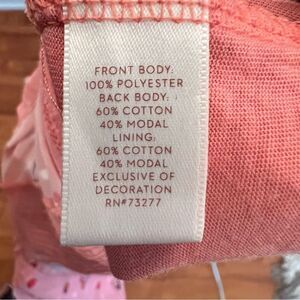 FRONT BODY:
100% POLYESTER
BACK BODY:
60% COTTON
40% MODAL
LINING:
60% COTTON
40% MODAL
EXCLUSIVE OF
DECORATION
RN#73277